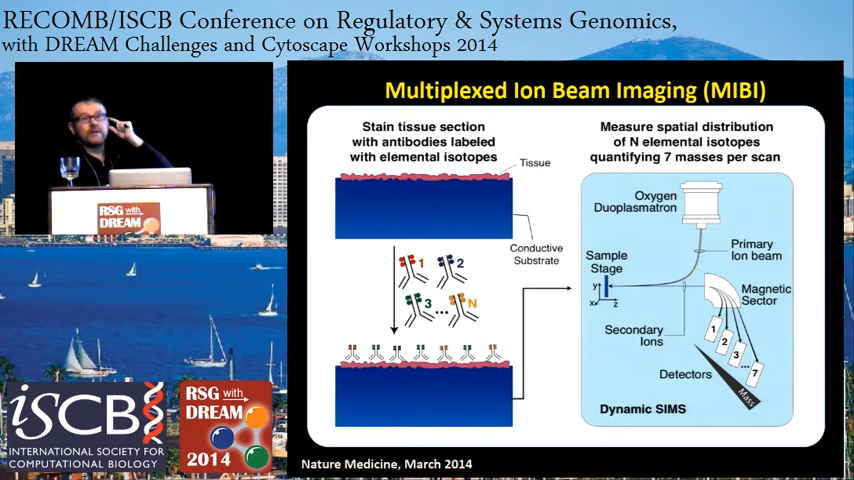 RECOMB/ISCB Conference on Regulatory & Systems Genomics,
with DREAM Challenges and Cytoscape Workshops 2014
RSG with
DREAM
iSCB
INTERNATIONAL SOCIETY FOR
COMPUTATIONAL BIOLOGY
RSG with
DREAM
2014
Multiplexed Ion Beam Imaging (MIBI)
Stain tissue section
with antibodies labeled
with elemental isotopes
Tissue
Conductive
Substrate
1
2
3
...
N
Measure spatial distribution
of N elemental isotopes
quantifying 7 masses per scan
Oxygen
Duoplasmatron
Primary
Ion beam
Sample
Stage
y
x
z
Magnetic
Sector
Secondary
Ions
1
2
3
...
7
Detectors
Mass
Dynamic SIMS
Nature Medicine, March 2014